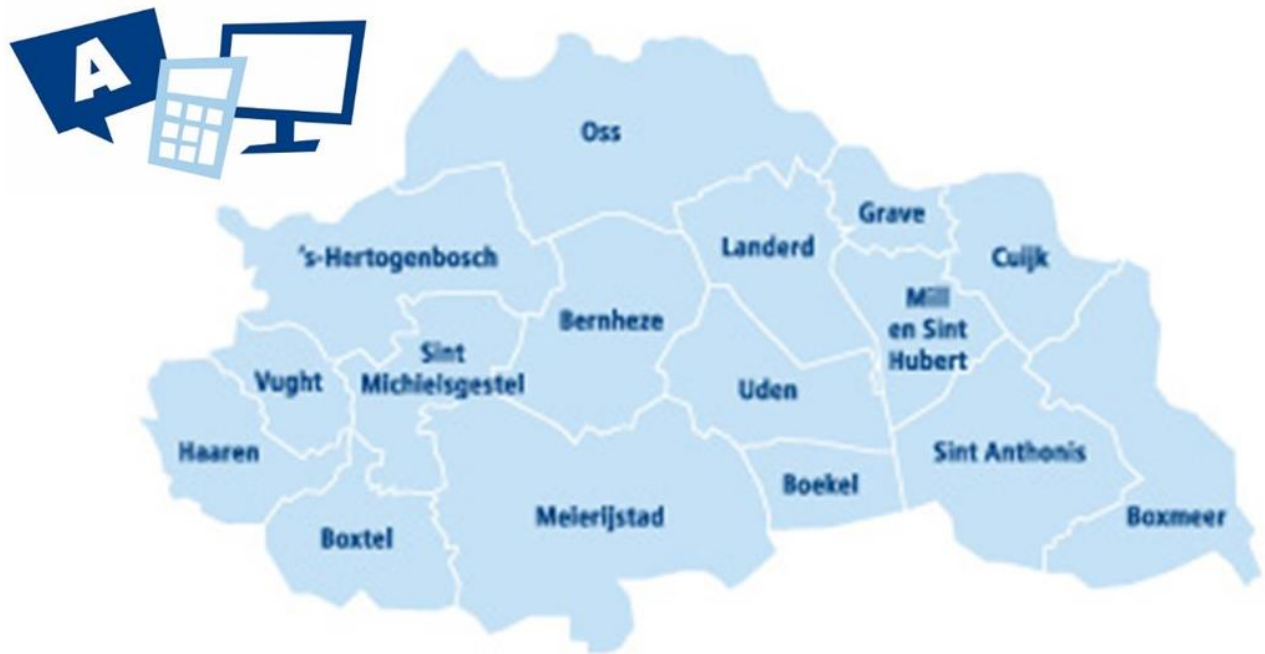 A
Oss
Grave
's-Hertogenbosch
Landerd
Cuijk
Bernheze
Mill
en Sint
Hubert
Sint
Michielsgestel
Vught
Uden
Haaren
Sint Anthonis
Boekel
Meierijstad
Boxmeer
Boxtel